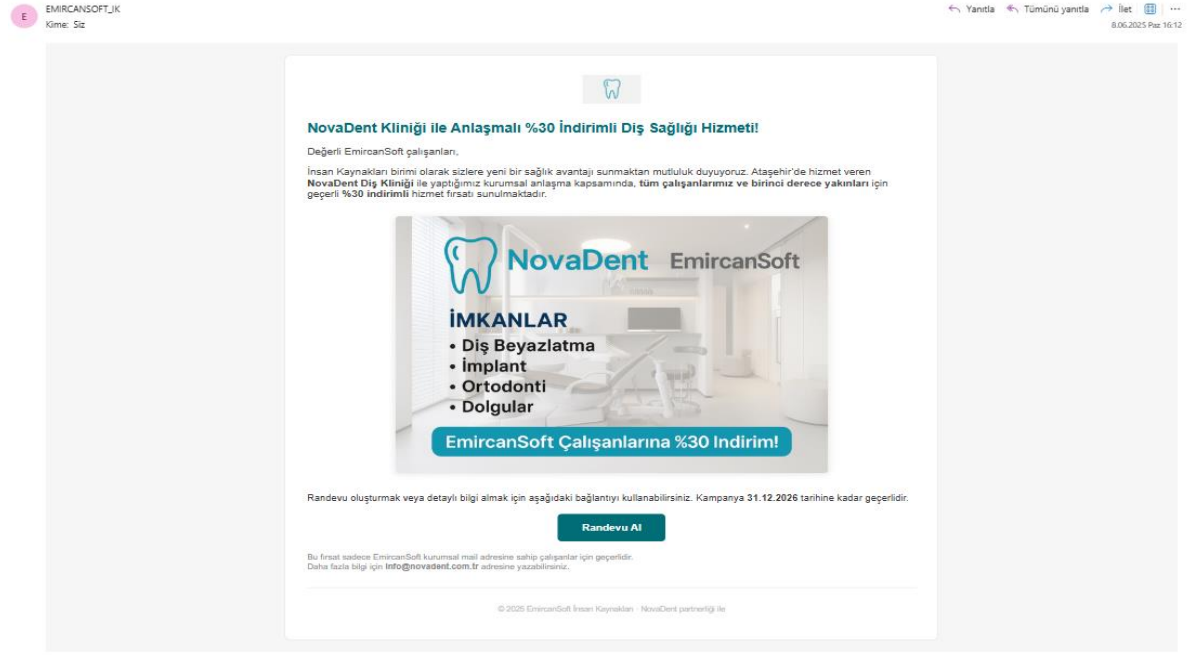 E
EMIRCANSOFT_IK
Kime: Siz
Yanıtla Tümünü yanıtla İlet
8.06.2025 Paz 16:12
NovaDent Kliniği ile Anlaşmalı %30 İndirimli Diş Sağlığı Hizmeti!
Değerli EmircanSoft çalışanları,
İnsan Kaynakları birimi olarak sizlere yeni bir sağlık avantajı sunmaktan mutluluk duyuyoruz. Ataşehir'de hizmet veren
NovaDent Diş Kliniği ile yaptığımız kurumsal anlaşma kapsamında, tüm çalışanlarımız ve birinci derece yakınları için
geçerli %30 indirimli hizmet fırsatı sunulmaktadır.
NovaDent EmircanSoft
İMKANLAR
• Diş Beyazlatma
• İmplant
• Ortodonti
• Dolgular
EmircanSoft Çalışanlarına %30 Indirim!
Randevu oluşturmak veya detaylı bilgi almak için aşağıdaki bağlantıyı kullanabilirsiniz. Kampanya 31.12.2026 tarihine kadar geçerlidir.
Randevu Al
Bu fırsat sadece EmircanSoft kurumsal mail adresine sahip çalışanlar için geçerlidir.
Daha fazla bilgi için info@novadent.com.tr adresine yazabilirsiniz.
© 2025 EmircanSoft İnsan Kaynakları · NovaDent partnerliği ile